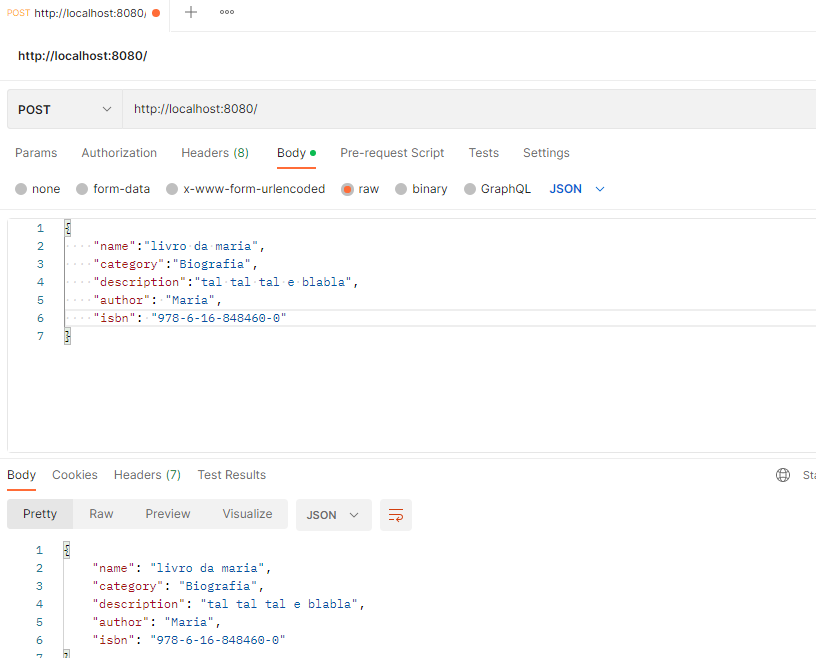 POST http://localhost:8080/
http://localhost:8080/
POST http://localhost:8080/
Params Authorization Headers (8) Body Pre-request Script Tests Settings
none form-data x-www-form-urlencoded raw binary GraphQL JSON
1 {
2 "name":"livro da maria",
3 "category":"Biografia",
4 "description":"tal tal tal e blabla",
5 "author": "Maria",
6 "isbn": "978-6-16-848460-0"
7 }
Body Cookies Headers (7) Test Results
Pretty Raw Preview Visualize JSON
1 {
2 "name": "livro da maria",
3 "category": "Biografia",
4 "description": "tal tal tal e blabla",
5 "author": "Maria",
6 "isbn": "978-6-16-848460-0"
7 }